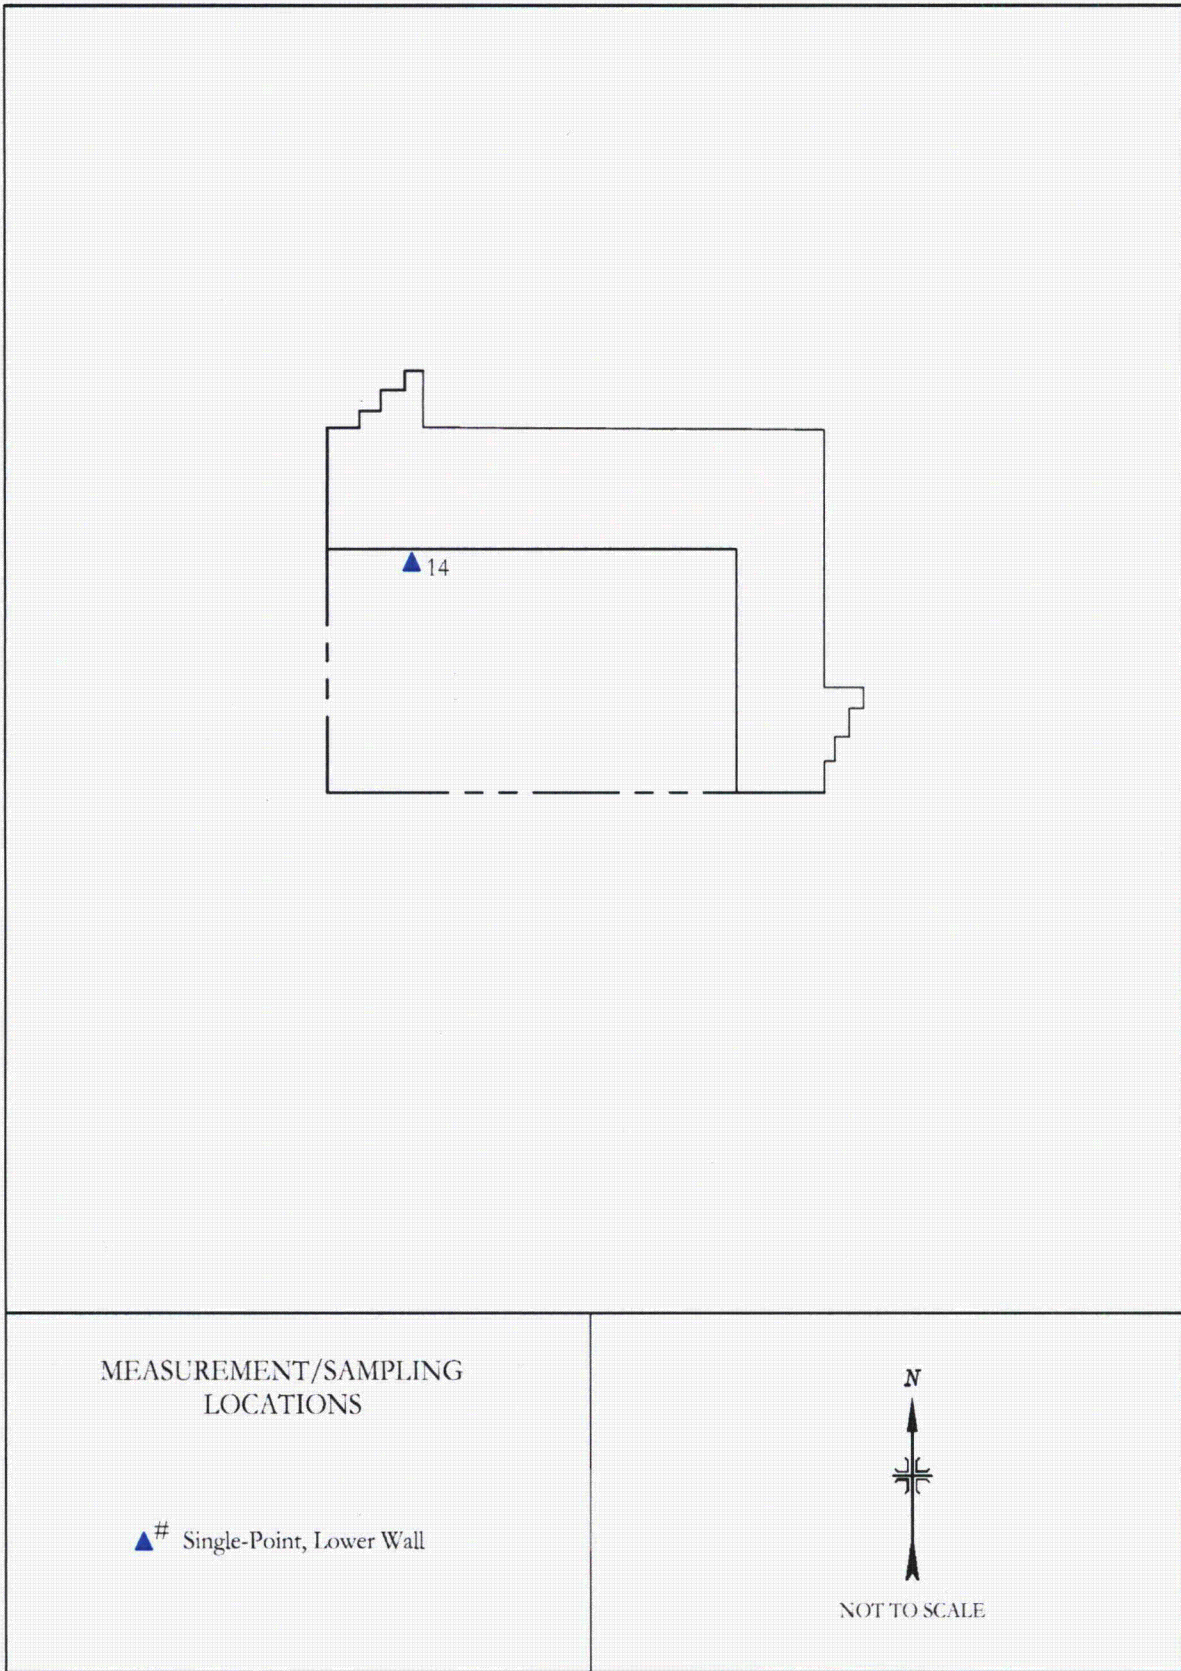 14
MEASUREMENT/SAMPLING
LOCATIONS
# Single-Point, Lower Wall
N
NOT TO SCALE